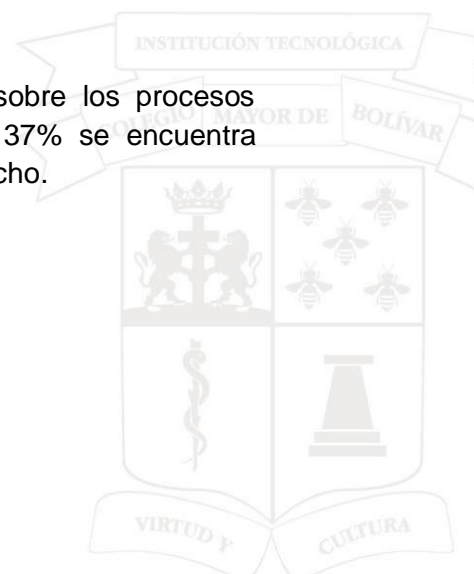 INSTITUCIÓN TECNOLÓGICA
sobre los procesos
COLEGIO MAYOR DE BOLÍVAR
37% se encuentra
cho.
VIRTUD Y CULTURA